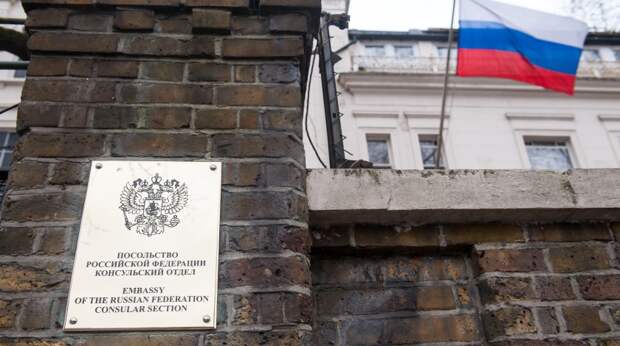 ПОСОЛЬСТВО
РОССИЙСКОЙ ФЕДЕРАЦИИ
КОНСУЛЬСКИЙ ОТДЕЛ
EMBASSY
OF THE RUSSIAN FEDERATION
CONSULAR SECTION